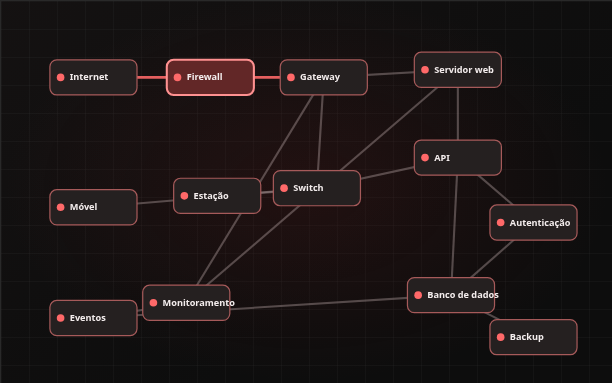 Internet
Firewall
Gateway
Servidor web
API
Switch
Estação
Móvel
Autenticação
Monitoramento
Banco de dados
Eventos
Backup